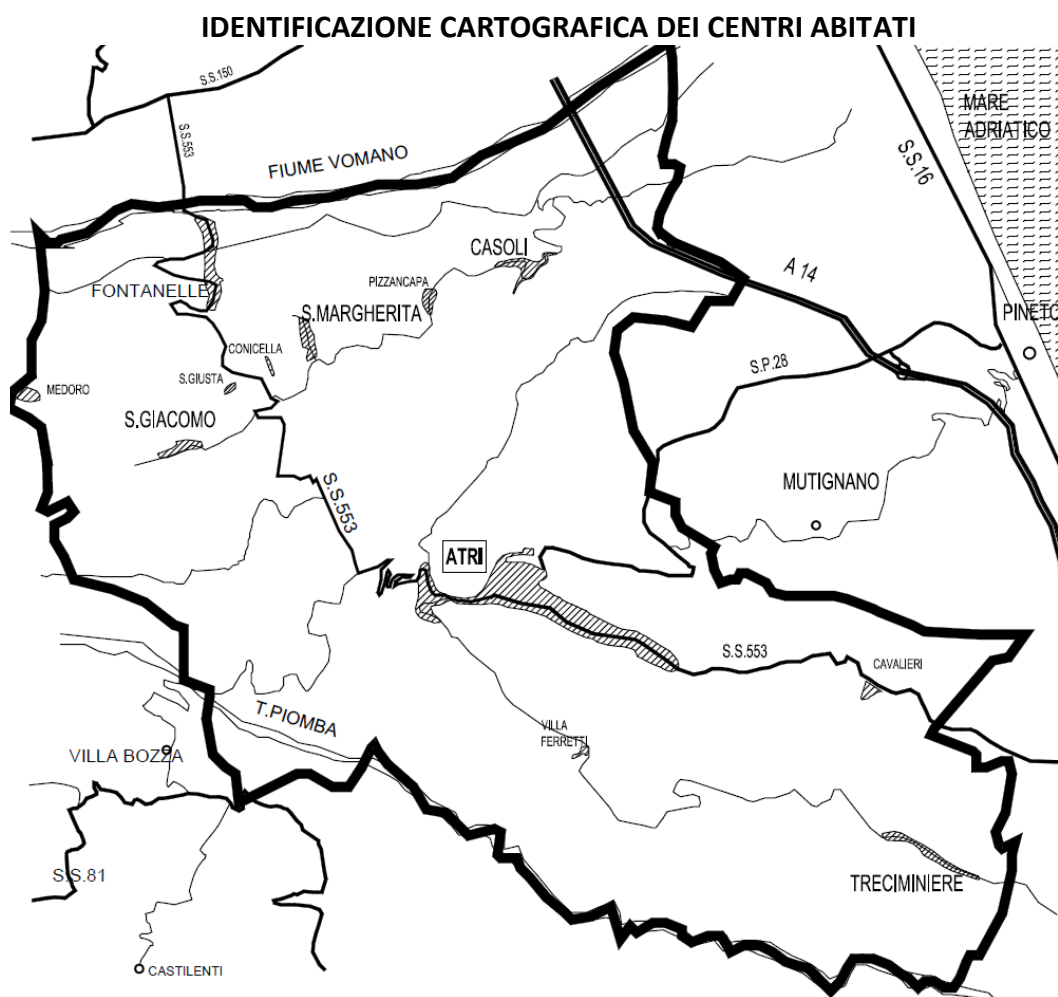 IDENTIFICAZIONE CARTOGRAFICA DEI CENTRI ABITATI
S.S.150
MARE
ADRIATICO
S.S.553
FIUME VOMANO
S.S.16
CASOLI
A 14
PIZZANCAPA
FONTANELLE
S.MARGHERITA
PINETO
CONICELLA
S.P.28
S.GIUSTA
MEDORO
S.GIACOMO
MUTIGNANO
S.S.553
ATRI
S.S.553
CAVALIERI
T.PIOMBA
VILLA
FERRETTI
VILLA BOZZA
S.S.81
TRECIMINIERE
CASTILENTI